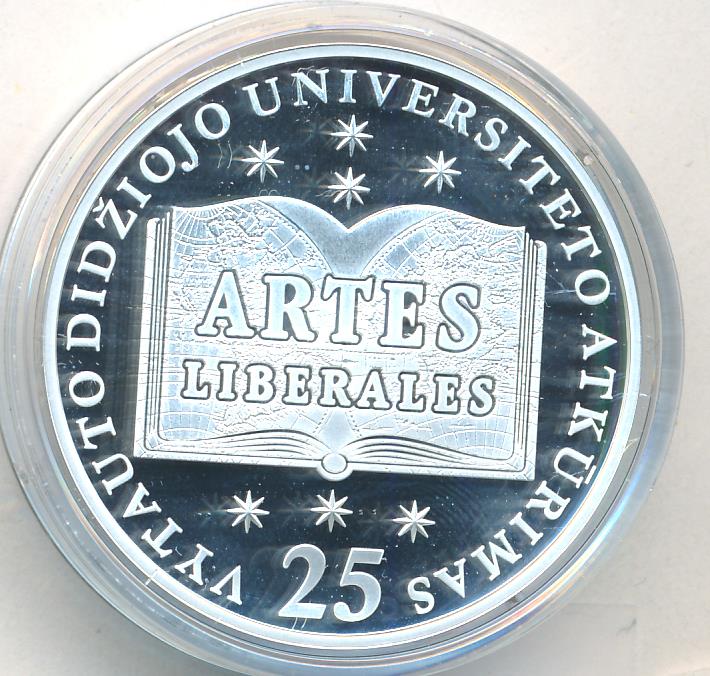 VYTAUTO DIDŽIOJO UNIVERSITETO ATKŪRIMAS
ARTES
LIBERALES
25